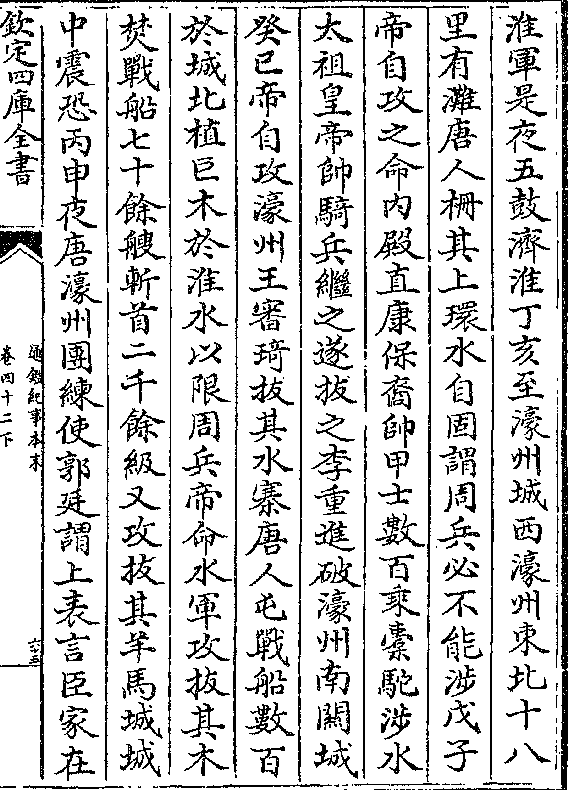 淮軍是夜五鼓濟淮丁亥至濠州城西濠州東北十八
里有灘唐人柵其上環水自固謂周兵必不能涉戊子
帝自攻之命内殿直康保裔帥甲士數百乘橐駝涉水
太祖皇帝帥騎兵繼之遂拔之李重進破濠州南關城
癸巳帝自攻濠州王審琦拔其水寨唐人屯戰船數百
於城北植巨木於淮水以限周兵帝命水軍攻拔其木
焚戰船七十餘艘斬首二千餘級又攻拔其羊馬城城
中震恐丙申夜唐濠州團練使郭廷謂上表言臣家在
欽定四庫全書
通鑑紀事本末
卷四十二下
六五